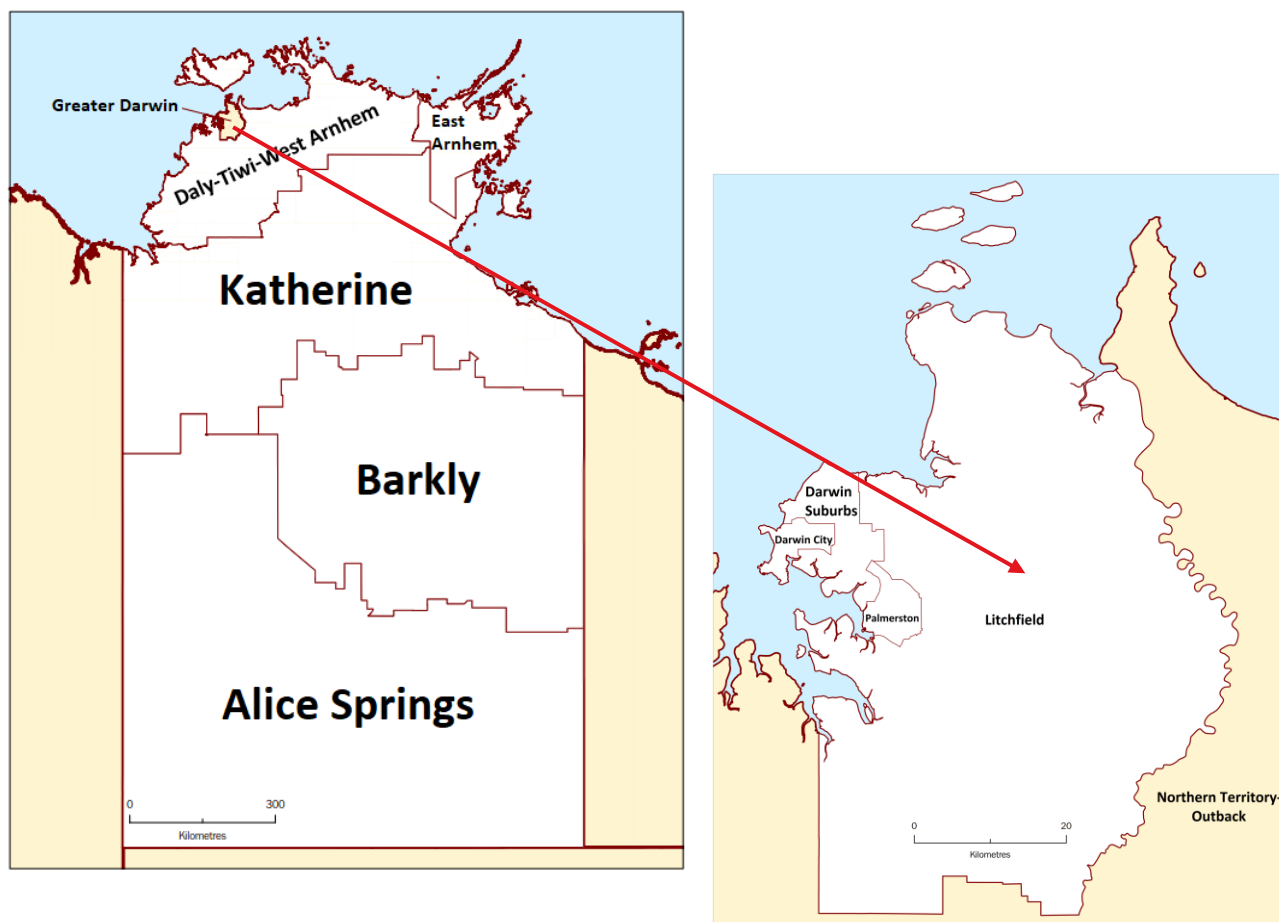 Greater Darwin
Daly-Tiwi-West Arnhem
East
Arnhem
Katherine
Barkly
Alice Springs
0 300
Kilometres
Darwin
Suburbs
Darwin City
Palmerston
Litchfield
Northern Territory-
Outback
0 20
Kilometres